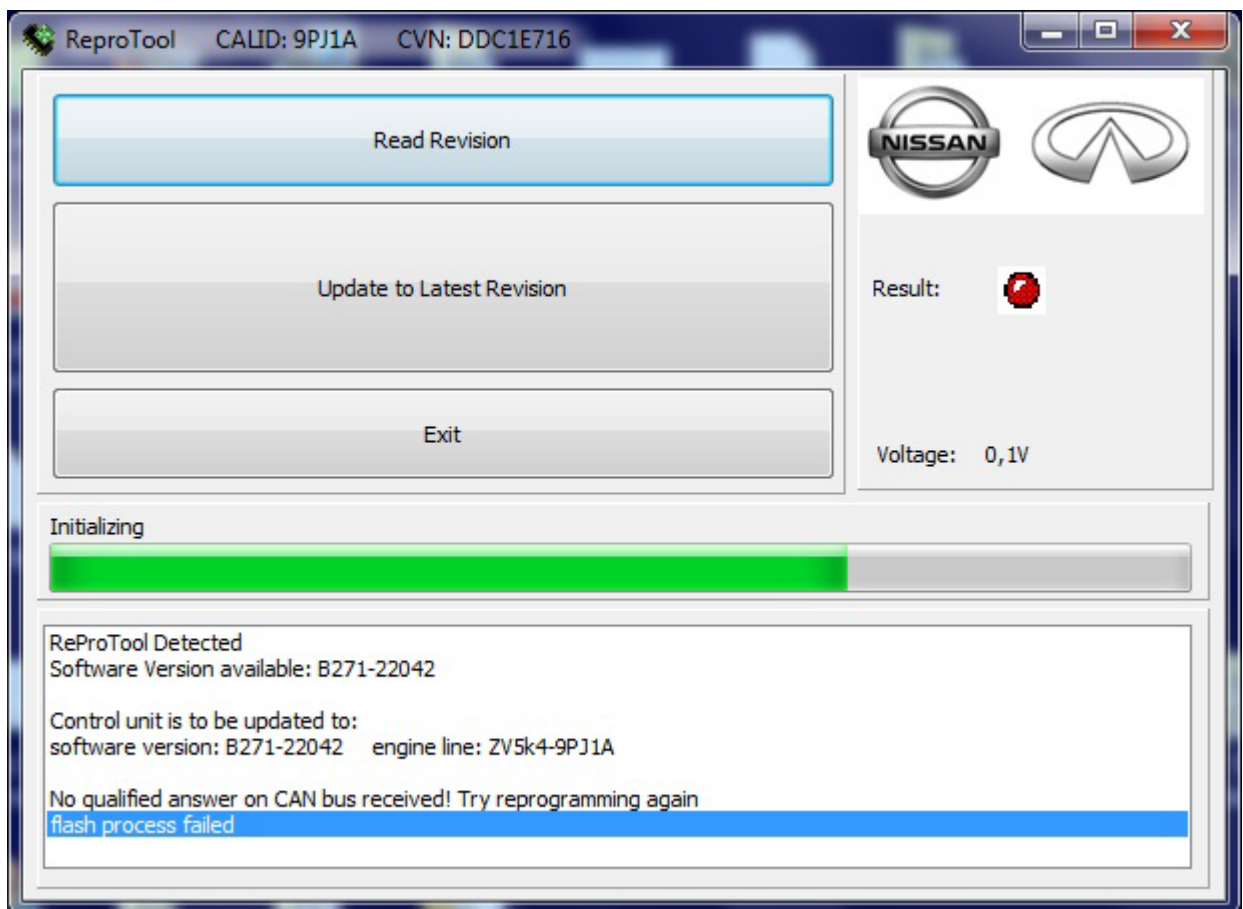 ReproTool CALID: 9PJ1A CVN: DDC1E716
Read Revision
Update to Latest Revision
Exit
NISSAN
Result:
Voltage: 0,1V
Initializing
ReProTool Detected
Software Version available: B271-22042
Control unit is to be updated to:
software version: B271-22042 engine line: ZV5k4-9PJ1A
No qualified answer on CAN bus received! Try reprogramming again
flash process failed